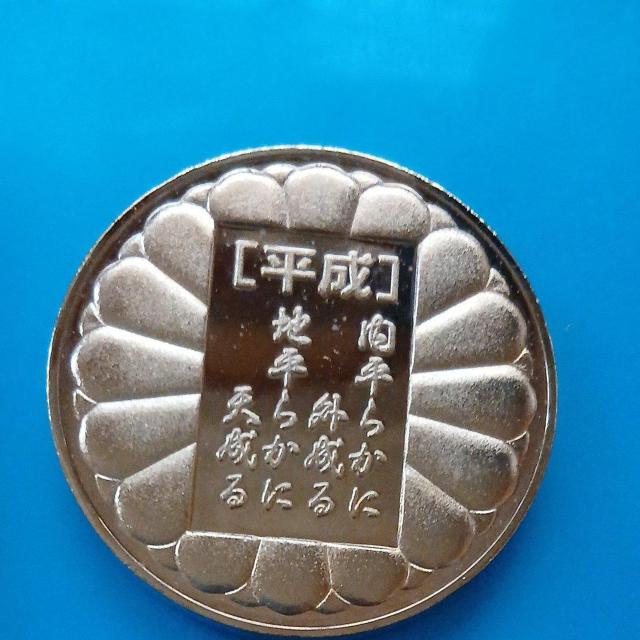 [平成]
内平らかに
外成る
地平らかに
天成る